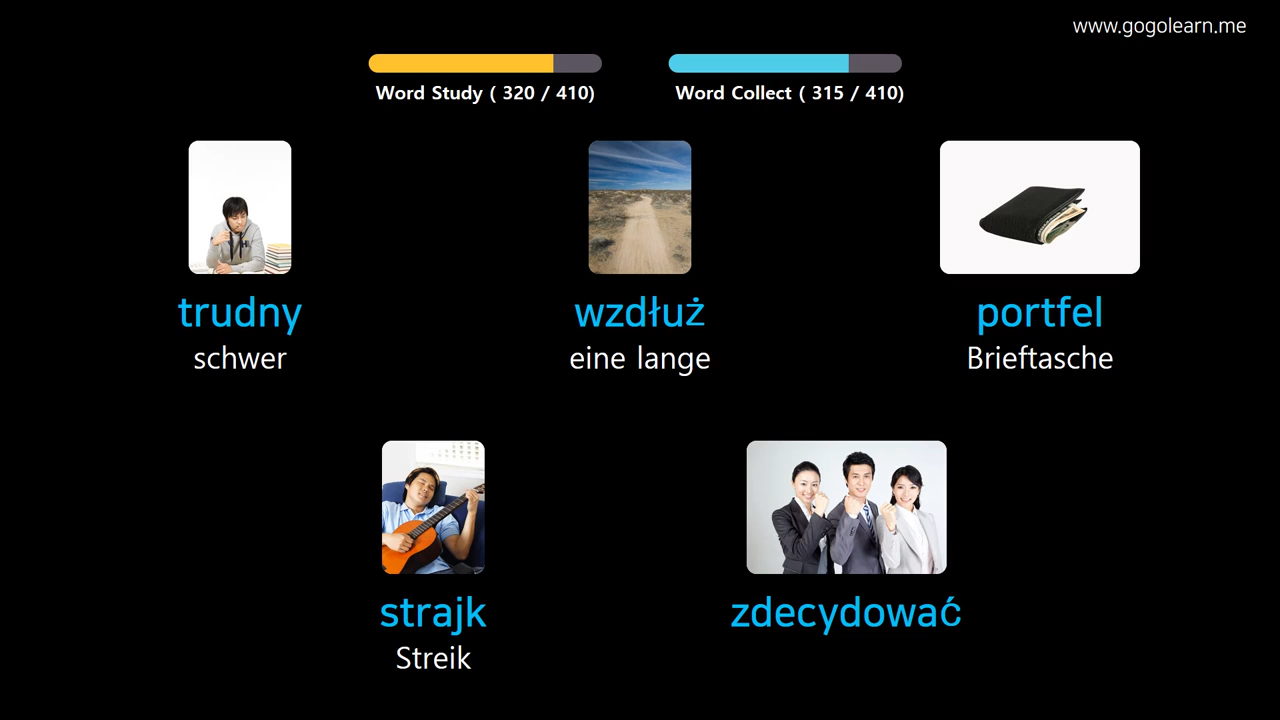 www.gogolearn.me
Word Study ( 320 / 410)
Word Collect ( 315 / 410)
trudny
schwer
wzdłuż
eine lange
portfel
Brieftasche
strajk
Streik
zdecydować